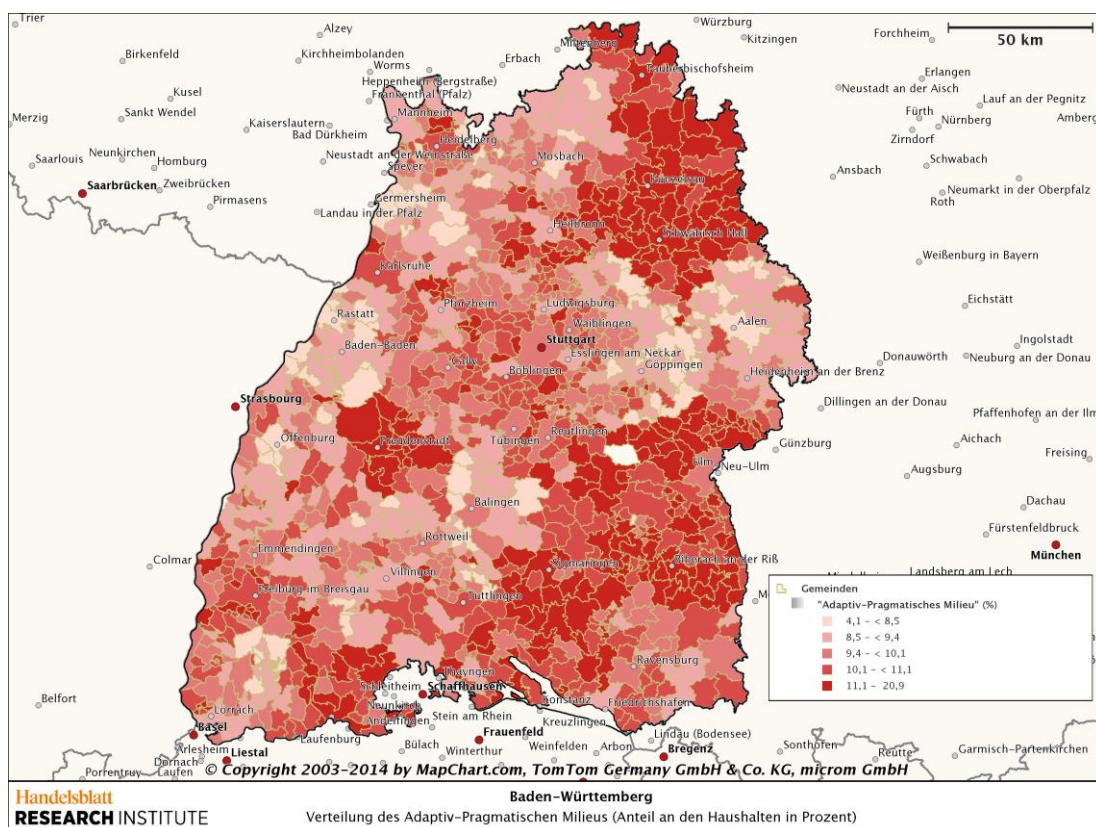 Trier
Alzey
Würzburg
Kitzingen
Forchheim
50 km
Birkenfeld
Kirchheimbolanden
Worms
Erbach
Miltenberg
Tauberbischofsheim
Erlangen
Neustadt an der Aisch
Heppenheim (Bergstraße)
Frankenthal (Pfalz)
Kusel
Mannheim
Fürth
Lauf an der Pegnitz
Merzig
Sankt Wendel
Kaiserslautern
Bad Dürkheim
Heidelberg
Zirndorf
Nürnberg
Amberg
Saarlouis
Neunkirchen
Homburg
Neustadt an der Weinstraße
Speyer
Mosbach
Ansbach
Schwabach
Saarbrücken
Zweibrücken
Pirmasens
Germersheim
Landau in der Pfalz
Künzelsau
Neumarkt in der Oberpfalz
Roth
Heilbronn
Schwäbisch Hall
Karlsruhe
Weißenburg in Bayern
Rastatt
Pforzheim
Ludwigsburg
Waiblingen
Aalen
Eichstätt
Baden-Baden
Stuttgart
Esslingen am Neckar
Ingolstadt
Calw
Böblingen
Göppingen
Heidenheim an der Brenz
Donauwörth
Neuburg an der Donau
Strasbourg
Dillingen an der Donau
Pfaffenhofen an der Ilm
Offenburg
Freudenstadt
Tübingen
Reutlingen
Günzburg
Aichach
Freising
Ulm
Neu-Ulm
Augsburg
Balingen
Dachau
Rottweil
Fürstenfeldbruck
Colmar
Emmendingen
München
Villingen
Sigmaringen
Biberach an der Riß
Landsberg am Lech
Freiburg im Breisgau
Tuttlingen
Gemeinden
"Adaptiv-Pragmatisches Milieu" (%)
4,1 - < 8,5
8,5 - < 9,4
9,4 - < 10,1
10,1 - < 11,1
11,1 - 20,9
Ravensburg
Thayngen
Schleitheim
Schaffhausen
Belfort
Neunkirch
Konstanz
Friedrichshafen
Lörrach
Andelfingen
Stein am Rhein
Kreuzlingen
Basel
Laufenburg
Frauenfeld
Lindau (Bodensee)
Arlesheim
Liestal
Bülach
Winterthur
Weinfelden
Arbon
Bregenz
Sonthofen
Reutte
Garmisch-Partenkirchen
Dornach
Porrentruy
Laufen
© Copyright 2003-2014 by MapChart.com, TomTom Germany GmbH & Co. KG, microm GmbH
Handelsblatt
RESEARCH INSTITUTE
Baden-Württemberg
Verteilung des Adaptiv-Pragmatischen Milieus (Anteil an den Haushalten in Prozent)